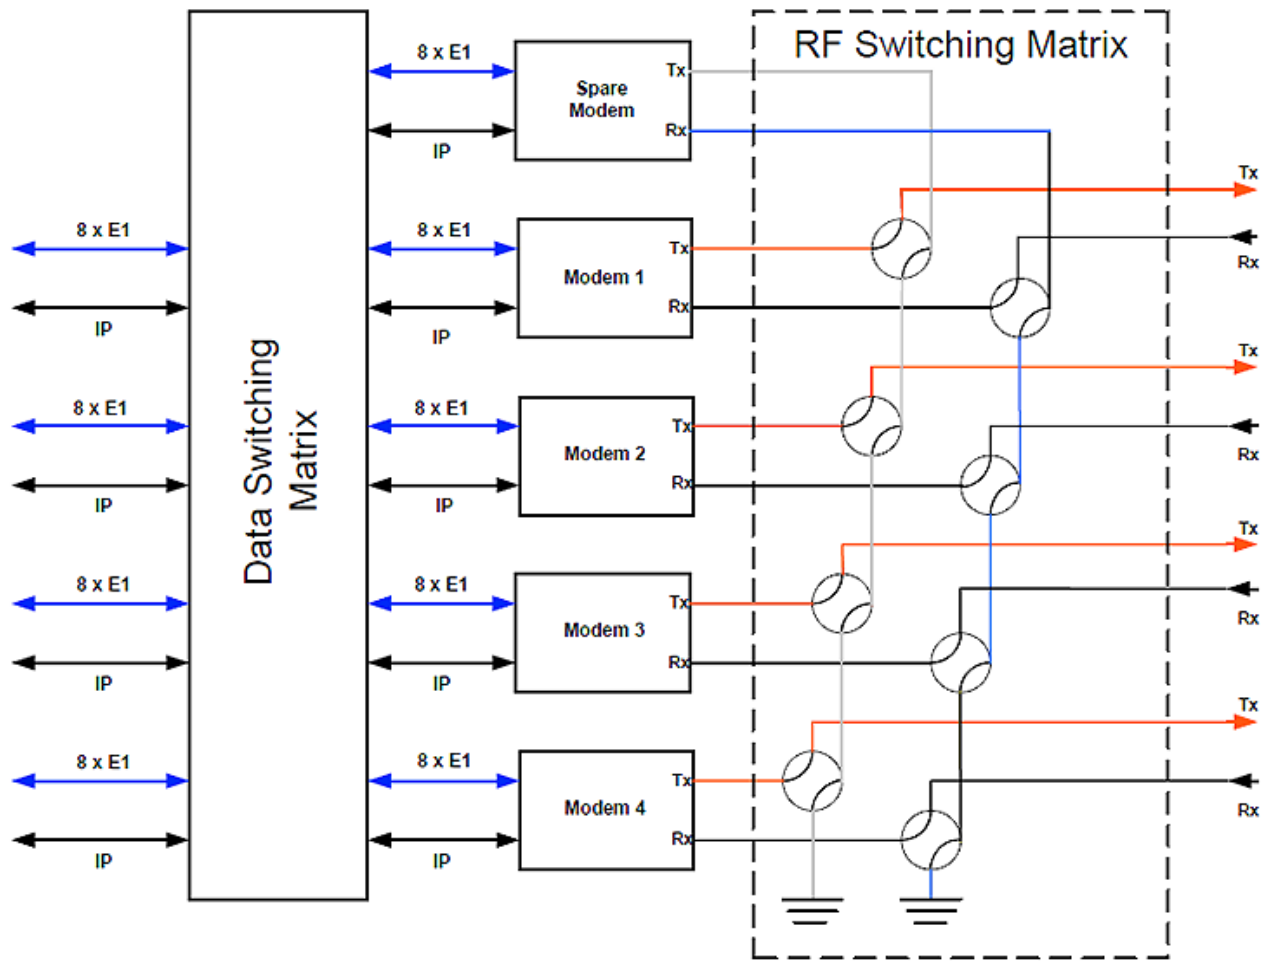 RF Switching Matrix
8 x E1
Tx
Spare
Modem
Rx
IP
Tx
8 x E1
8 x E1
Tx
Modem 1
Rx
Rx
IP
IP
Tx
8 x E1
8 x E1
Tx
Modem 2
Rx
Rx
IP
IP
Data Switching
Matrix
Tx
8 x E1
8 x E1
Tx
Modem 3
Rx
Rx
IP
IP
Tx
8 x E1
8 x E1
Tx
Modem 4
Rx
Rx
IP
IP